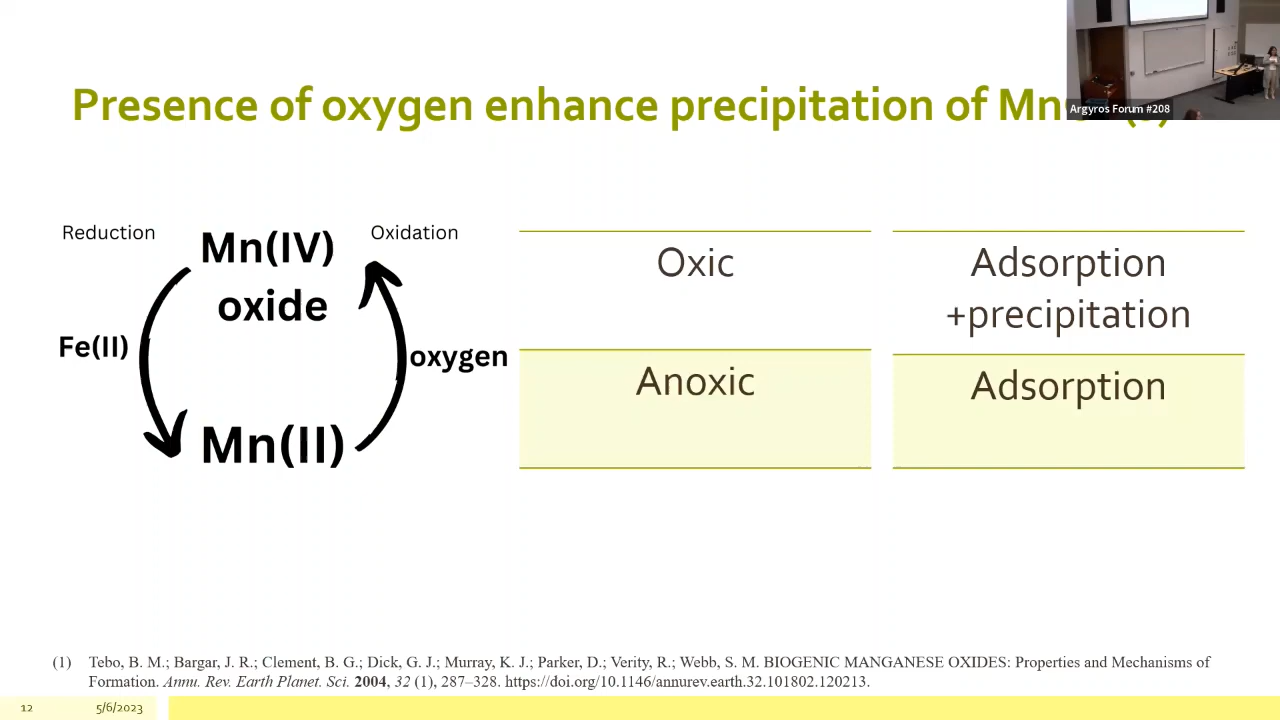 Presence of oxygen enhance precipitation of
Argyros Forum #208
Reduction
Mn(IV)
oxide
Oxidation
Fe(II)
oxygen
Mn(II)
Oxic
Adsorption
+precipitation
Anoxic
Adsorption
(1) Tebo, B. M.; Bargar, J. R.; Clement, B. G.; Dick, G. J.; Murray, K. J.; Parker, D.; Verity, R.; Webb, S. M. BIOGENIC MANGANESE OXIDES: Properties and Mechanisms of
Formation. Annu. Rev. Earth Planet. Sci. 2004, 32 (1), 287–328. https://doi.org/10.1146/annurev.earth.32.101802.120213.
12 5/6/2023